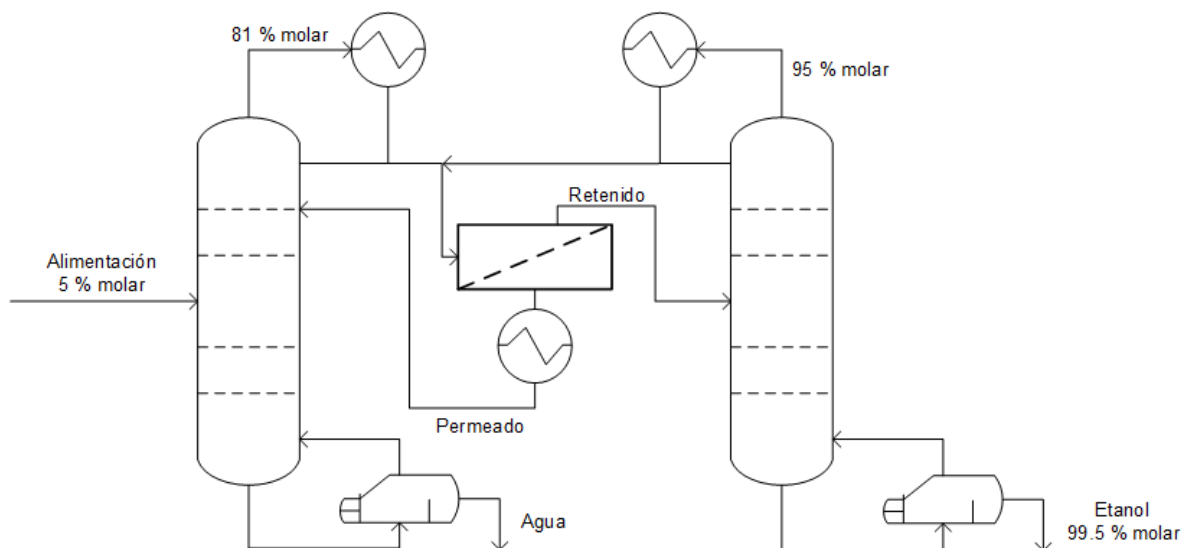 81 % molar
95 % molar
Retenido
Alimentación
5 % molar
Permeado
Agua
Etanol
99.5 % molar